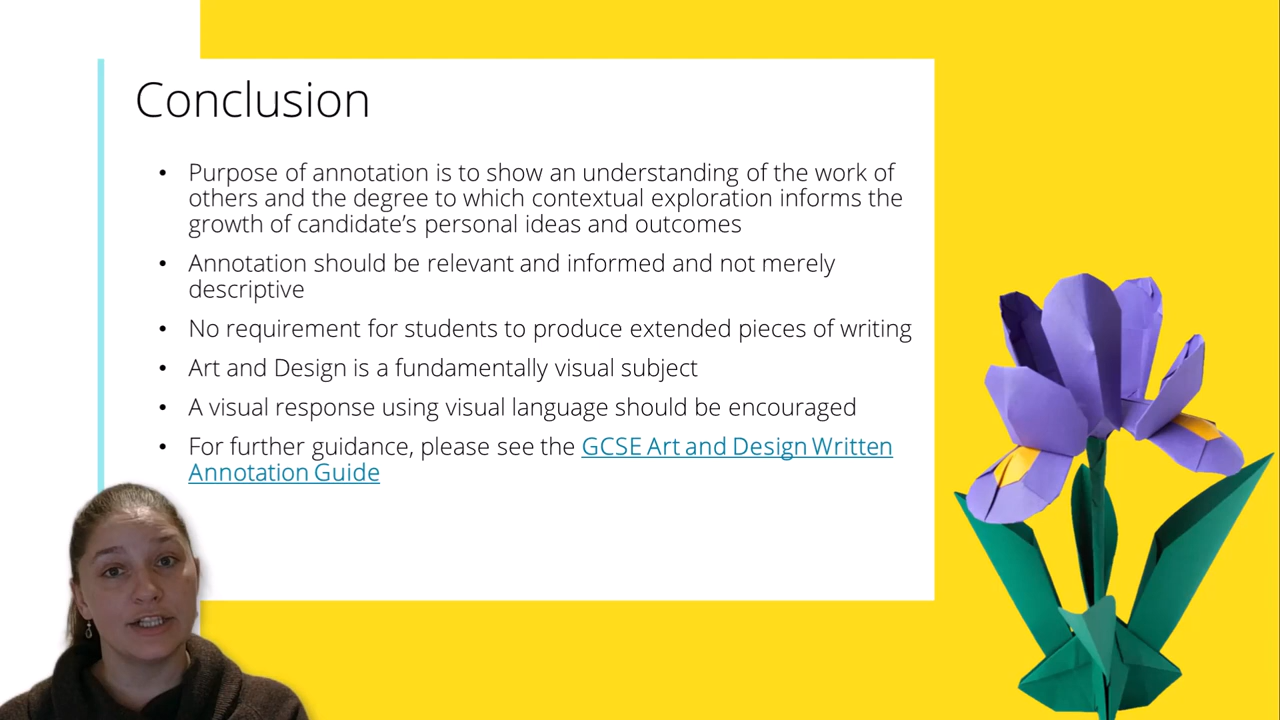 Conclusion
• Purpose of annotation is to show an understanding of the work of
others and the degree to which contextual exploration informs the
growth of candidate’s personal ideas and outcomes
• Annotation should be relevant and informed and not merely
descriptive
• No requirement for students to produce extended pieces of writing
• Art and Design is a fundamentally visual subject
• A visual response using visual language should be encouraged
• For further guidance, please see the GCSE Art and Design Written
Annotation Guide